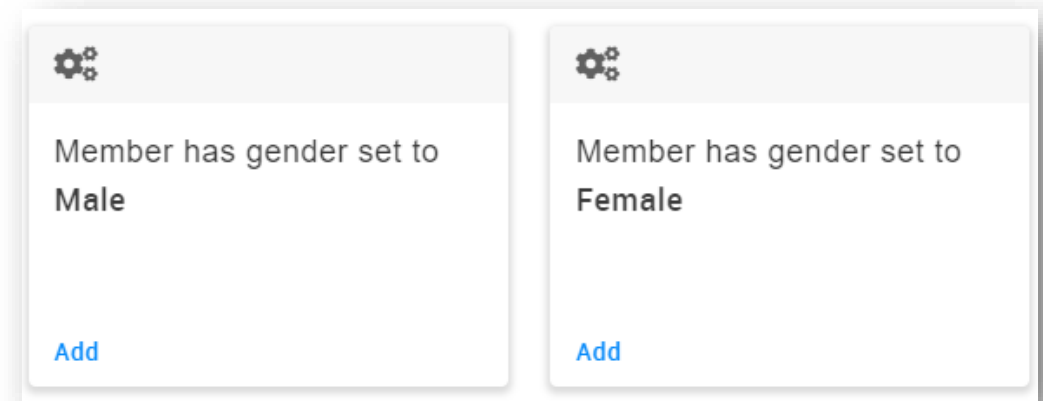 Member has gender set to
Male
Add
Member has gender set to
Female
Add